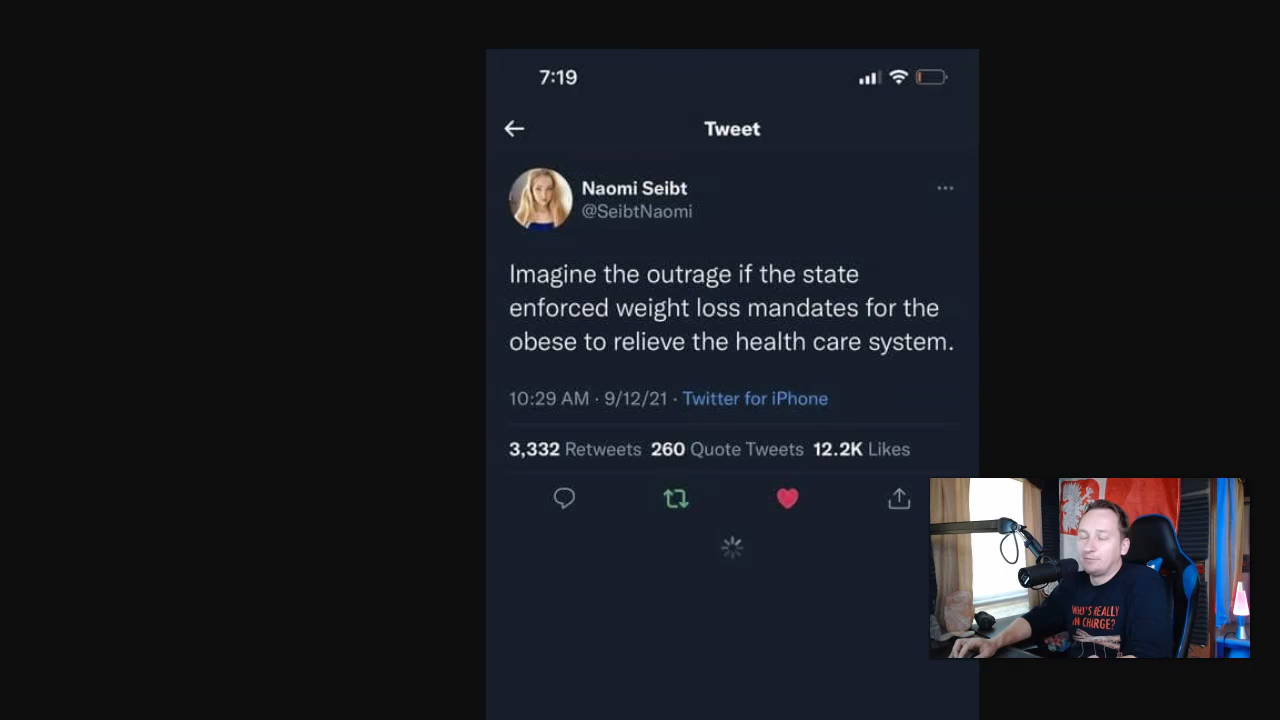 7:19
Tweet
Naomi Seibt
@SeibtNaomi
Imagine the outrage if the state
enforced weight loss mandates for the
obese to relieve the health care system.
10:29 AM · 9/12/21 · Twitter for iPhone
3,332 Retweets 260 Quote Tweets 12.2K Likes
WHO'S REALLY
IN CHARGE?